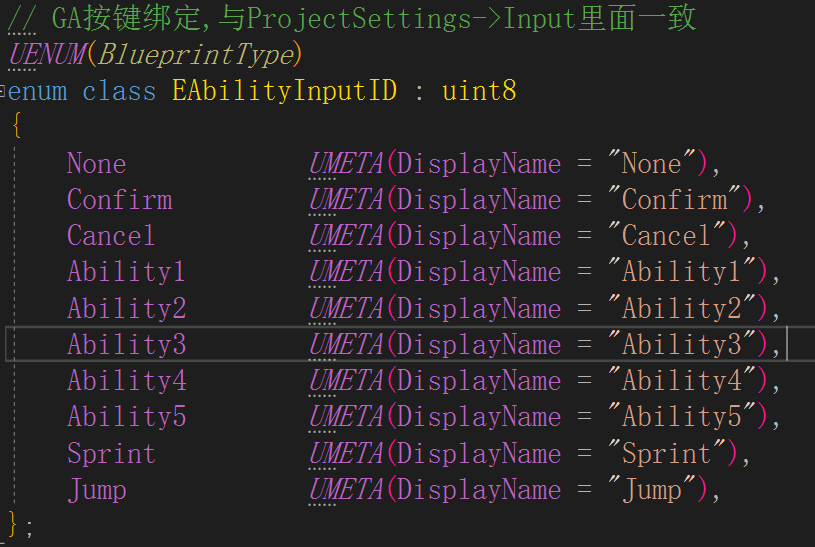 // GA按键绑定,与ProjectSettings->Input里面一致
UENUM(BlueprintType)
enum class EAbilityInputID : uint8
{
None UMETA(DisplayName = "None"),
Confirm UMETA(DisplayName = "Confirm"),
Cancel UMETA(DisplayName = "Cancel"),
Ability1 UMETA(DisplayName = "Ability1"),
Ability2 UMETA(DisplayName = "Ability2"),
Ability3 UMETA(DisplayName = "Ability3"),
Ability4 UMETA(DisplayName = "Ability4"),
Ability5 UMETA(DisplayName = "Ability5"),
Sprint UMETA(DisplayName = "Sprint"),
Jump UMETA(DisplayName = "Jump"),
};